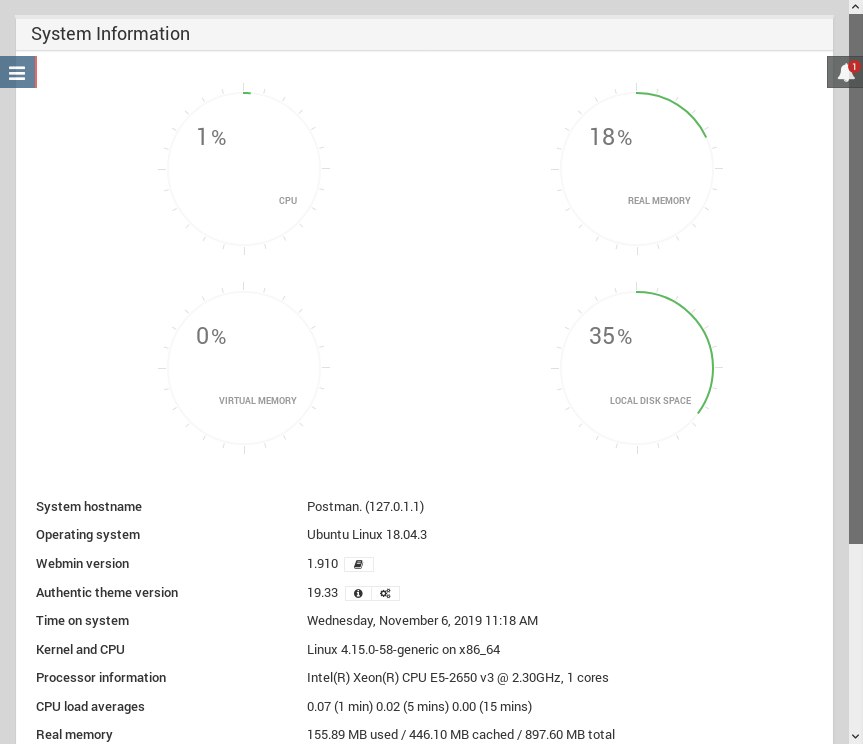 System Information
1
1%
CPU
18%
REAL MEMORY
0%
VIRTUAL MEMORY
35%
LOCAL DISK SPACE
System hostname Postman. (127.0.1.1)
Operating system Ubuntu Linux 18.04.3
Webmin version 1.910
Authentic theme version 19.33
Time on system Wednesday, November 6, 2019 11:18 AM
Kernel and CPU Linux 4.15.0-58-generic on x86_64
Processor information Intel(R) Xeon(R) CPU E5-2650 v3 @ 2.30GHz, 1 cores
CPU load averages 0.07 (1 min) 0.02 (5 mins) 0.00 (15 mins)
Real memory 155.89 MB used / 446.10 MB cached / 897.60 MB total